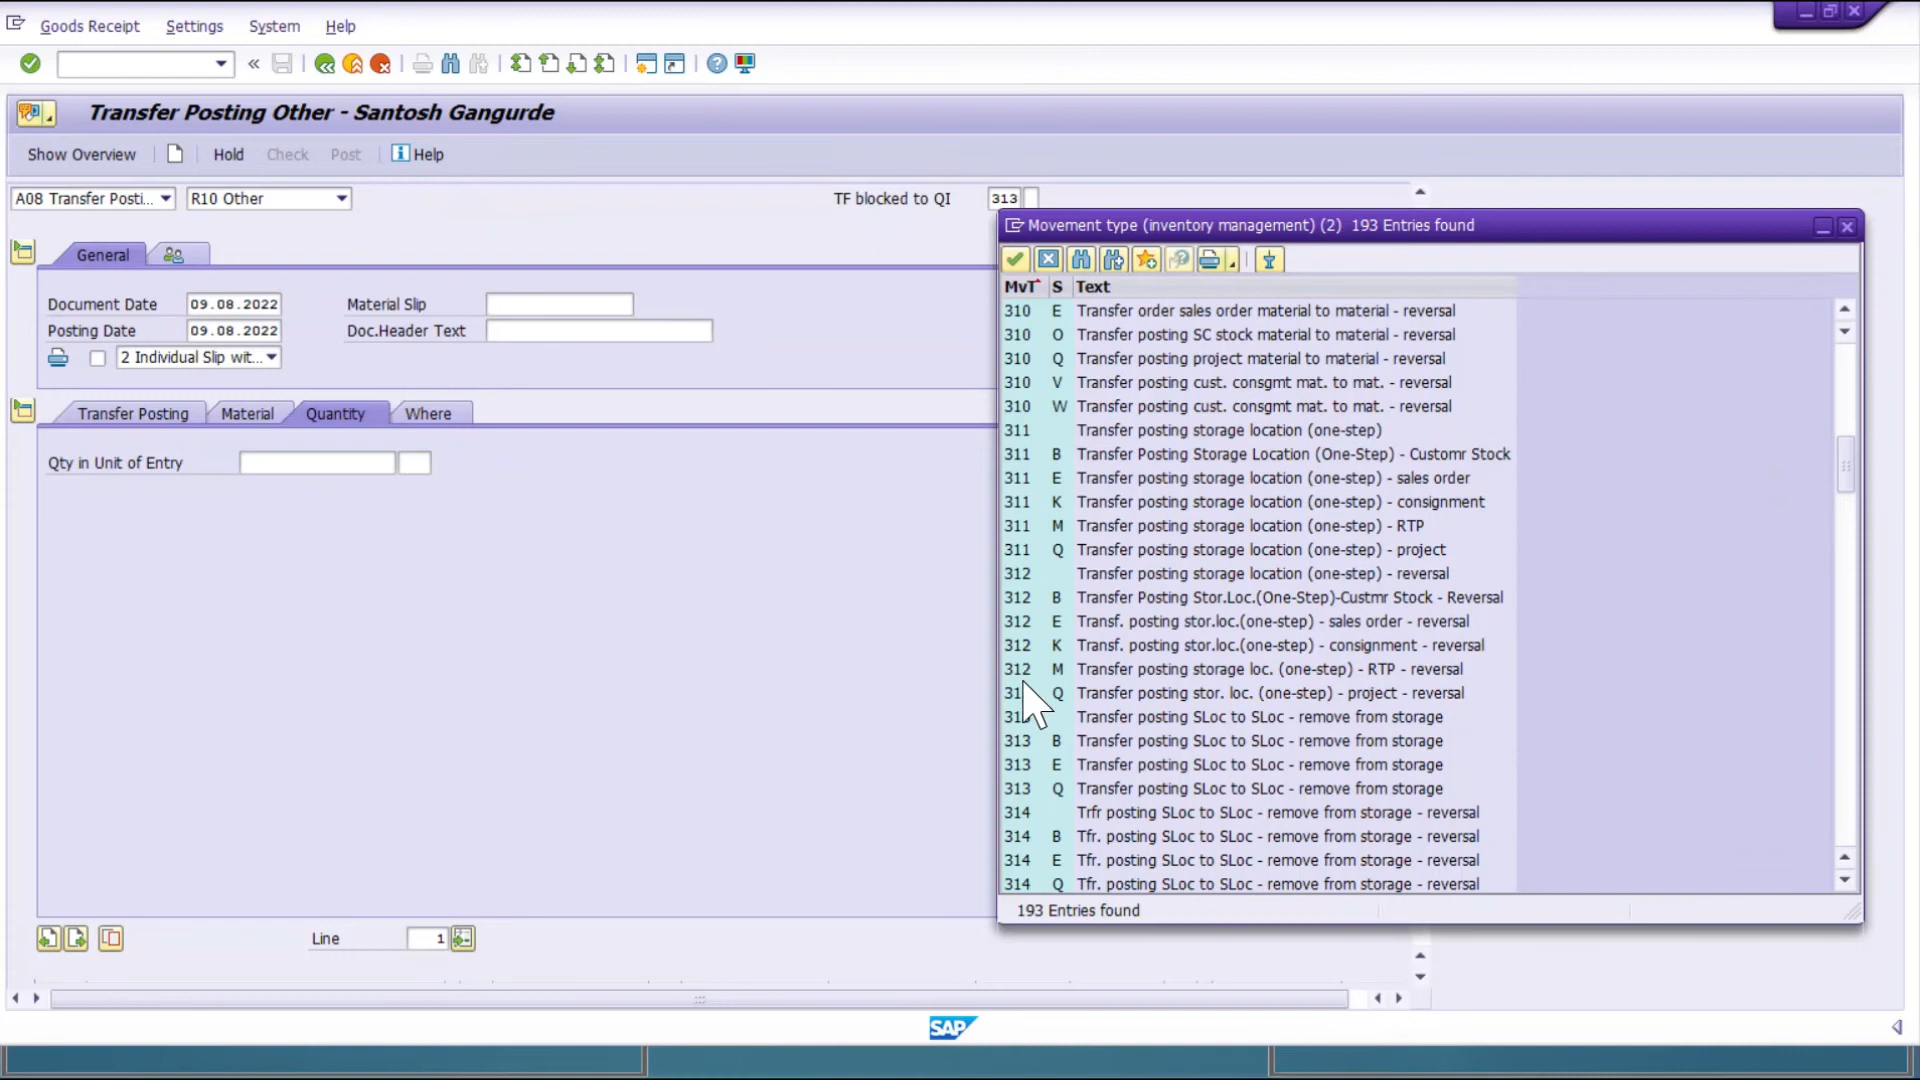 Goods Receipt Settings System Help
Transfer Posting Other - Santosh Gangurde
Show Overview Hold Check Post Help
A08 Transfer Posti... R10 Other TF blocked to QI 313
General
Document Date 09.08.2022 Material Slip
Posting Date 09.08.2022 Doc.Header Text
2 Individual Slip wit...
Transfer Posting Material Quantity Where
Qty in Unit of Entry
Line 1
Movement type (inventory management) (2) 193 Entries found
MvT S Text
310 E Transfer order sales order material to material - reversal
310 O Transfer posting SC stock material to material - reversal
310 Q Transfer posting project material to material - reversal
310 V Transfer posting cust. consgmt mat. to mat. - reversal
310 W Transfer posting cust. consgmt mat. to mat. - reversal
311 Transfer posting storage location (one-step)
311 B Transfer Posting Storage Location (One-Step) - Customr Stock
311 E Transfer posting storage location (one-step) - sales order
311 K Transfer posting storage location (one-step) - consignment
311 M Transfer posting storage location (one-step) - RTP
311 Q Transfer posting storage location (one-step) - project
312 Transfer posting storage location (one-step) - reversal
312 B Transfer Posting Stor.Loc.(One-Step)-Custmr Stock - Reversal
312 E Transf. posting stor.loc.(one-step) - sales order - reversal
312 K Transf. posting stor.loc.(one-step) - consignment - reversal
312 M Transfer posting storage loc. (one-step) - RTP - reversal
Q Transfer posting stor. loc. (one-step) - project - reversal
Transfer posting SLoc to SLoc - remove from storage
313 B Transfer posting SLoc to SLoc - remove from storage
313 E Transfer posting SLoc to SLoc - remove from storage
313 Q Transfer posting SLoc to SLoc - remove from storage
314 Trfr posting SLoc to SLoc - remove from storage - reversal
314 B Tfr. posting SLoc to SLoc - remove from storage - reversal
314 E Tfr. posting SLoc to SLoc - remove from storage - reversal
314 Q Tfr. posting SLoc to SLoc - remove from storage - reversal
193 Entries found
SAP